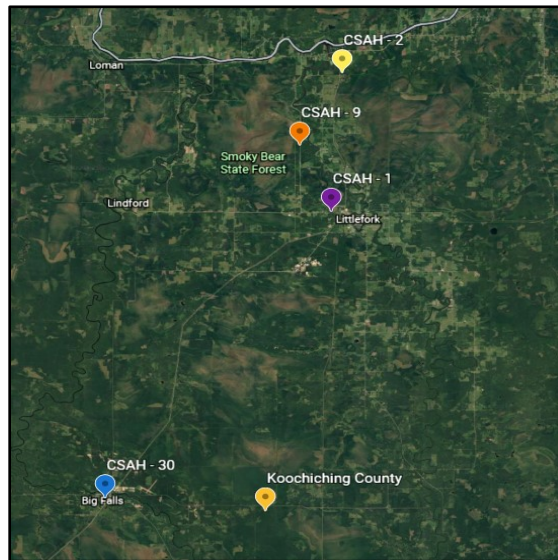 CSAH - 2
Loman
CSAH - 9
Smoky Bear
State Forest
CSAH - 1
Lindford
Littlefork
CSAH - 30
Koochiching County
Big Falls